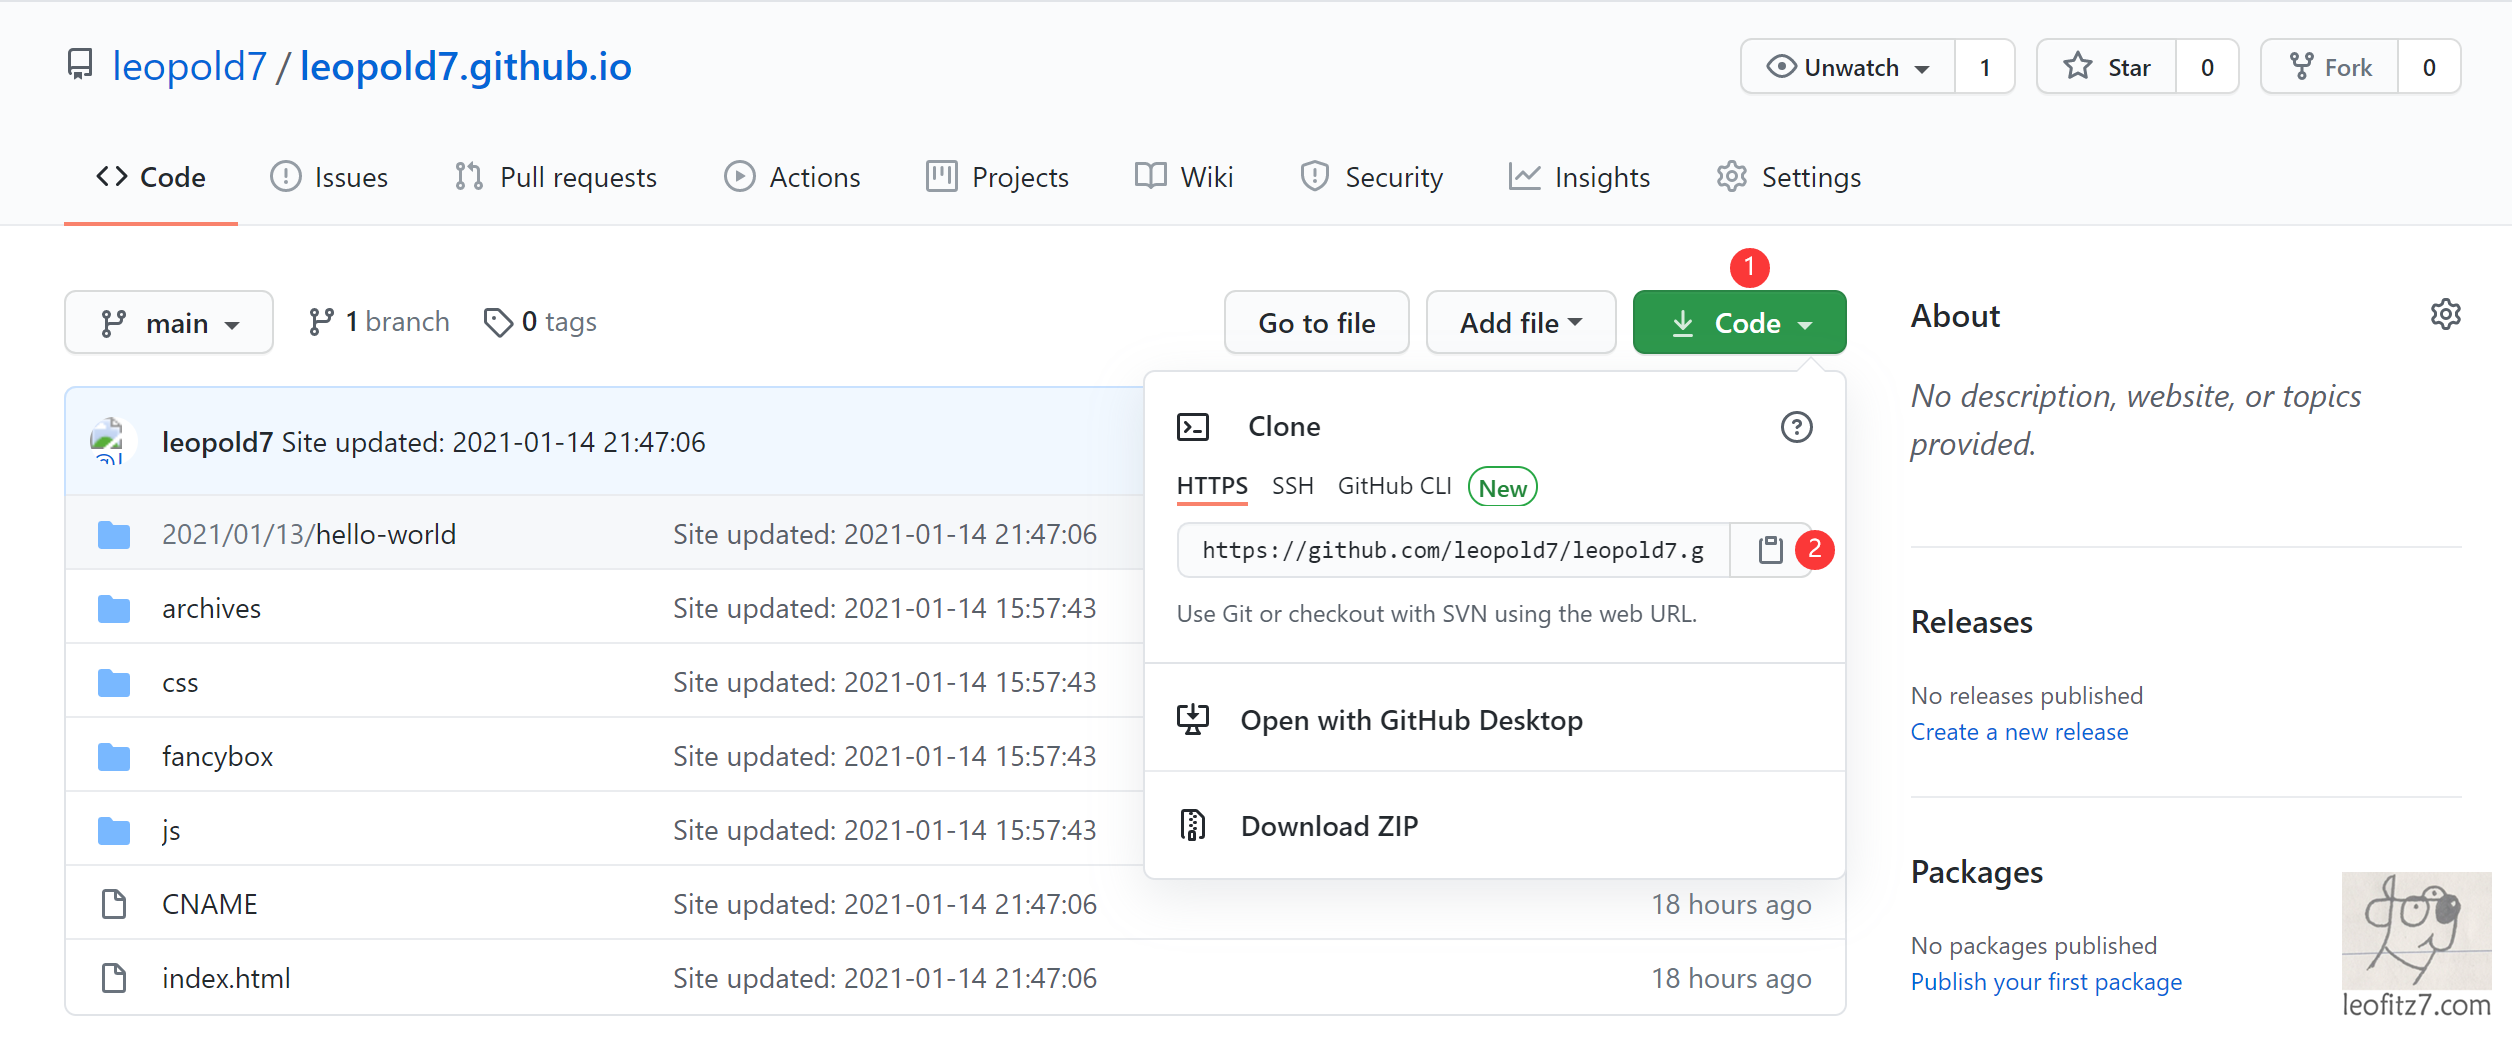 leopold7 / leopold7.github.io
Unwatch 1 Star 0 Fork 0
Code Issues Pull requests Actions Projects Wiki Security Insights Settings
1
main 1 branch 0 tags Go to file Add file Code
leopold7 Site updated: 2021-01-14 21:47:06
2021/01/13/hello-world Site updated: 2021-01-14 21:47:06
archives Site updated: 2021-01-14 15:57:43
css Site updated: 2021-01-14 15:57:43
fancybox Site updated: 2021-01-14 15:57:43
js Site updated: 2021-01-14 15:57:43
CNAME Site updated: 2021-01-14 21:47:06 18 hours ago
index.html Site updated: 2021-01-14 21:47:06 18 hours ago
Clone
HTTPS SSH GitHub CLI New
https://github.com/leopold7/leopold7.g 2
Use Git or checkout with SVN using the web URL.
Open with GitHub Desktop
Download ZIP
About
No description, website, or topics
provided.
Releases
No releases published
Create a new release
Packages
No packages published
Publish your first package
dog
leofitz7.com